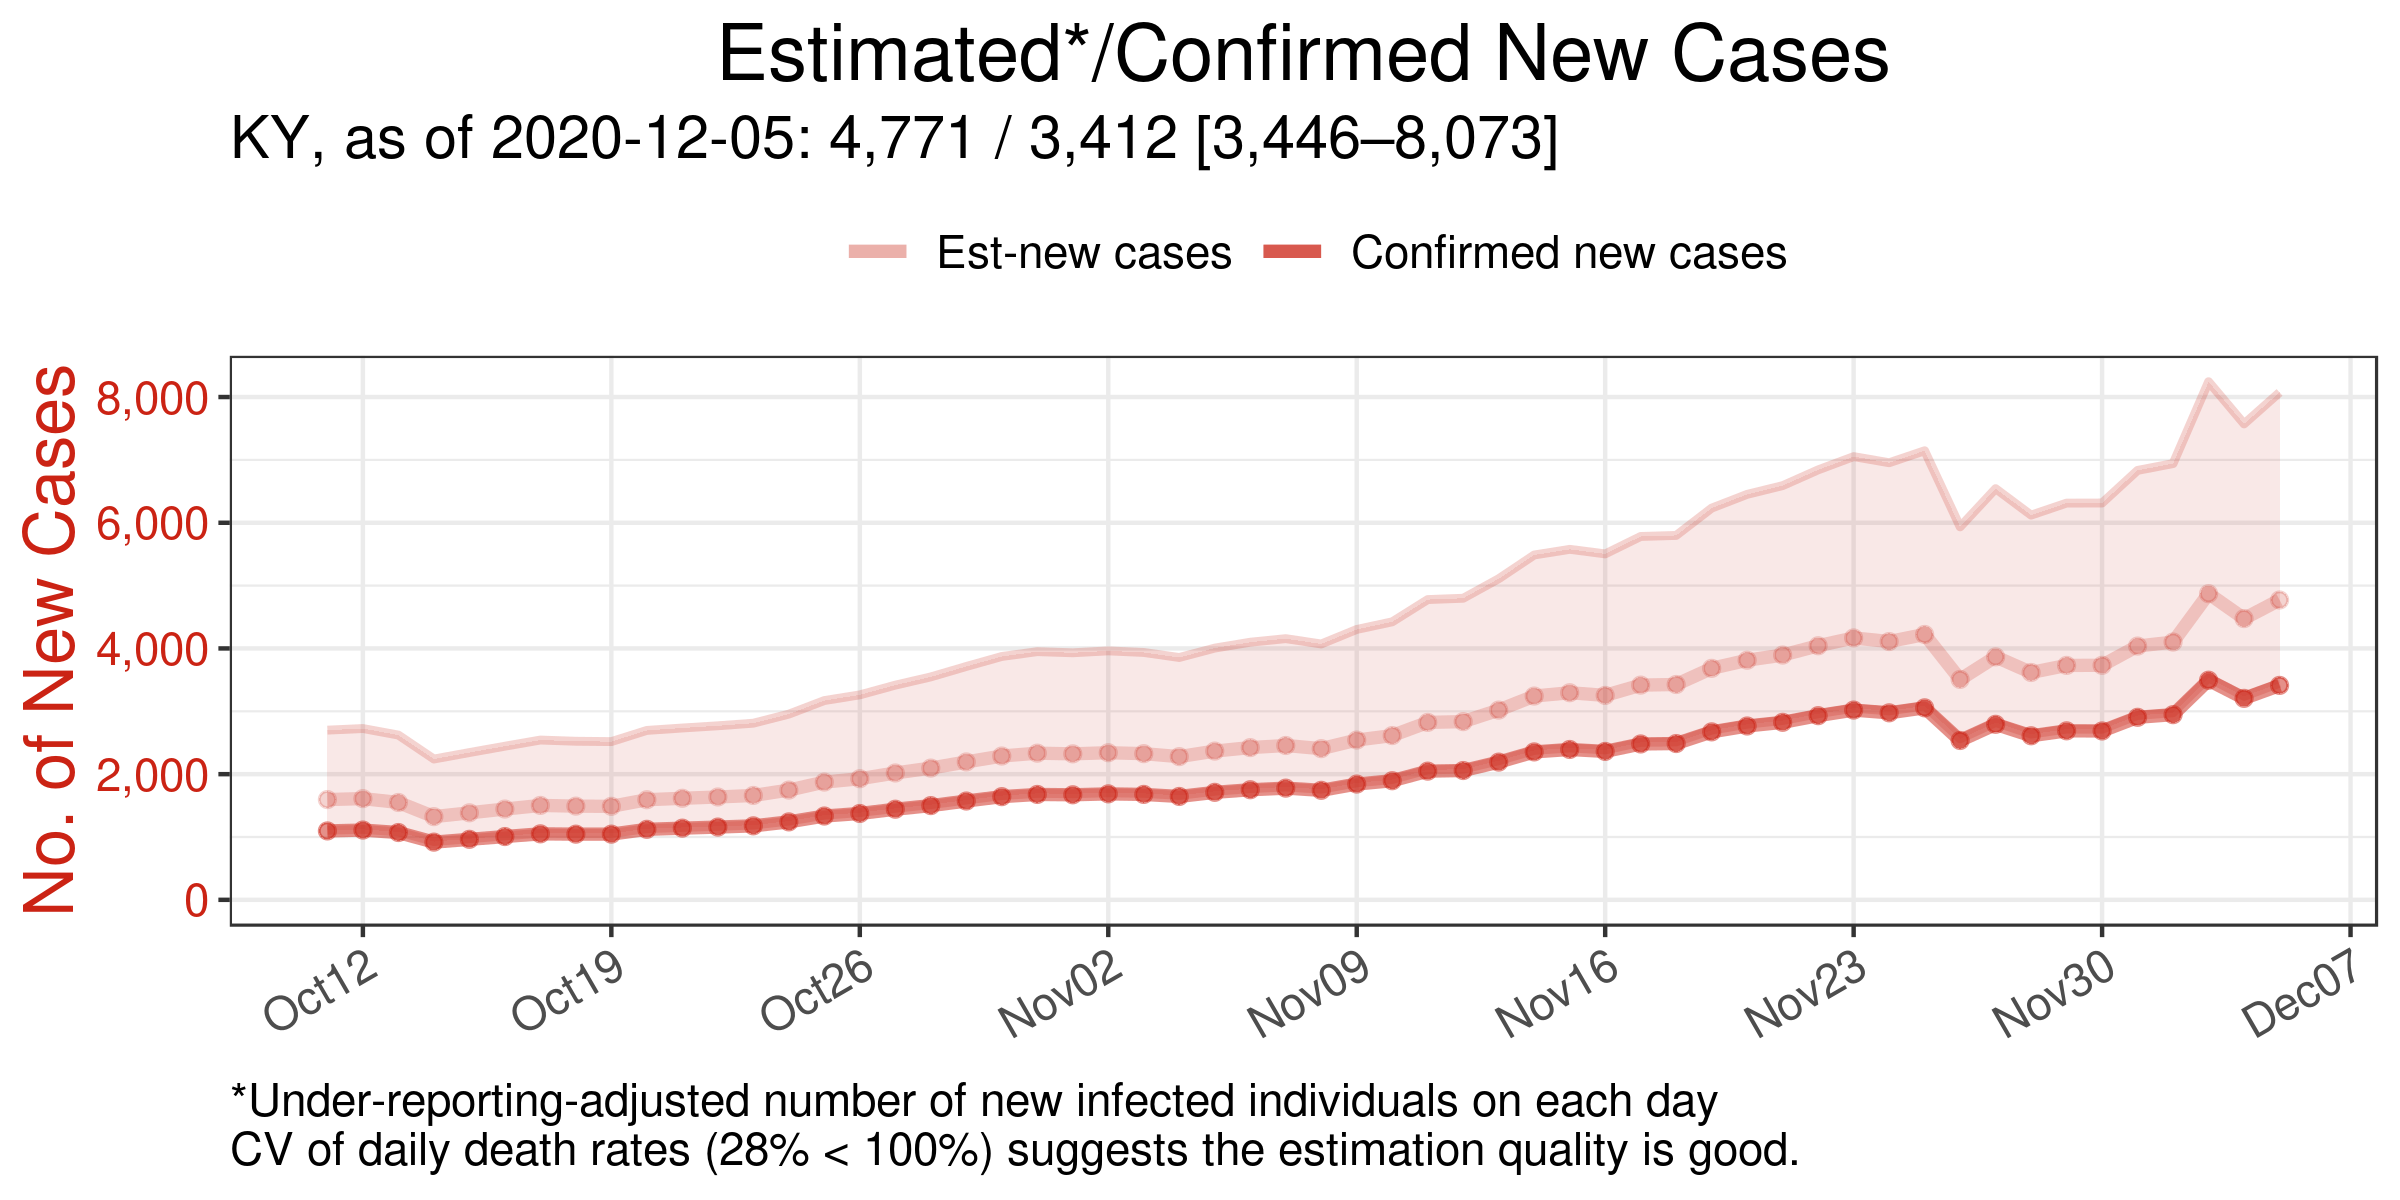 Estimated*/Confirmed New Cases
KY, as of 2020-12-05: 4,771 / 3,412 [3,446–8,073]
Est-new cases
Confirmed new cases
No. of New Cases
8,000
6,000
4,000
2,000
0
Oct12
Oct19
Oct26
Nov02
Nov09
Nov16
Nov23
Nov30
Dec07
*Under-reporting-adjusted number of new infected individuals on each day
CV of daily death rates (28% < 100%) suggests the estimation quality is good.